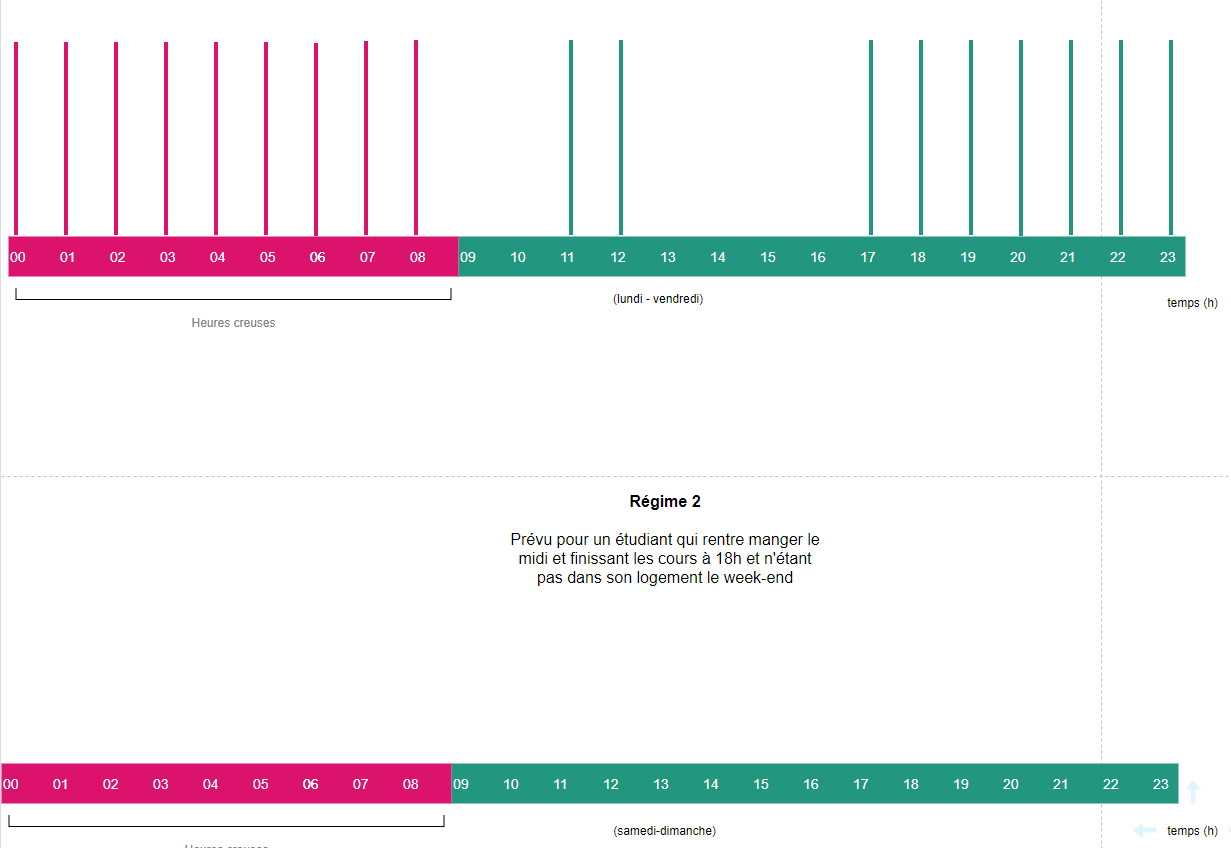 00 01 02 03 04 05 06 07 08 09 10 11 12 13 14 15 16 17 18 19 20 21 22 23
(lundi - vendredi)
temps (h)
Heures creuses
Régime 2
Prévu pour un étudiant qui rentre manger le
midi et finissant les cours à 18h et n'étant
pas dans son logement le week-end
00 01 02 03 04 05 06 07 08 09 10 11 12 13 14 15 16 17 18 19 20 21 22 23
(samedi-dimanche)
temps (h)
Heures creuses